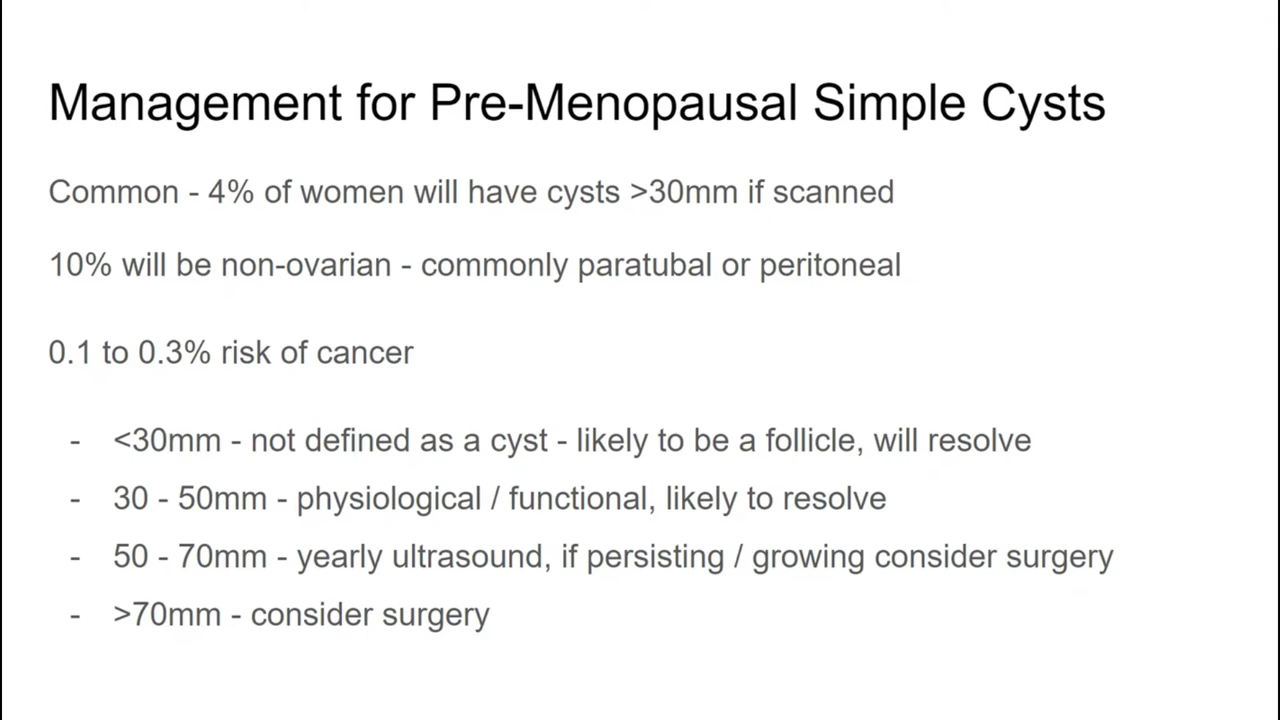 Management for Pre-Menopausal Simple Cysts
Common - 4% of women will have cysts >30mm if scanned
10% will be non-ovarian - commonly paratubal or peritoneal
0.1 to 0.3% risk of cancer
- <30mm - not defined as a cyst - likely to be a follicle, will resolve
- 30 - 50mm - physiological / functional, likely to resolve
- 50 - 70mm - yearly ultrasound, if persisting / growing consider surgery
- >70mm - consider surgery